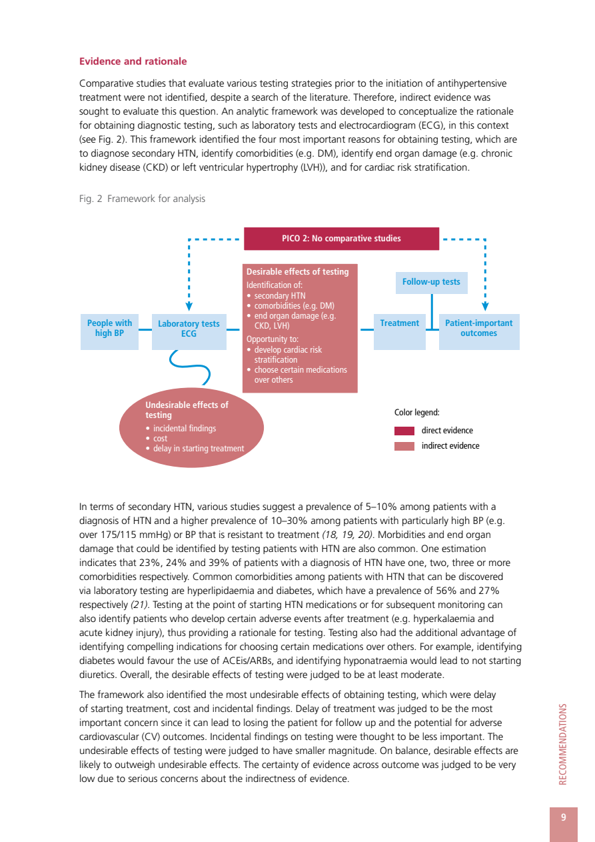 Evidence and rationale
Comparative studies that evaluate various testing strategies prior to the initiation of antihypertensive
treatment were not identified, despite a search of the literature. Therefore, indirect evidence was
sought to evaluate this question. An analytic framework was developed to conceptualize the rationale
for obtaining diagnostic testing, such as laboratory tests and electrocardiogram (ECG), in this context
(see Fig. 2). This framework identified the four most important reasons for obtaining testing, which are
to diagnose secondary HTN, identify comorbidities (e.g. DM), identify end organ damage (e.g. chronic
kidney disease (CKD) or left ventricular hypertrophy (LVH)), and for cardiac risk stratification.
Fig. 2 Framework for analysis
PICO 2: No comparative studies
People with
high BP
Laboratory tests
ECG
Desirable effects of testing
Identification of:
• secondary HTN
• comorbidities (e.g. DM)
• end organ damage (e.g.
CKD, LVH)
Opportunity to:
• develop cardiac risk
stratification
• choose certain medications
over others
Follow-up tests
Treatment
Patient-important
outcomes
Undesirable effects of
testing
• incidental findings
• cost
• delay in starting treatment
Color legend:
direct evidence
indirect evidence
In terms of secondary HTN, various studies suggest a prevalence of 5–10% among patients with a
diagnosis of HTN and a higher prevalence of 10–30% among patients with particularly high BP (e.g.
over 175/115 mmHg) or BP that is resistant to treatment (18, 19, 20). Morbidities and end organ
damage that could be identified by testing patients with HTN are also common. One estimation
indicates that 23%, 24% and 39% of patients with a diagnosis of HTN have one, two, three or more
comorbidities respectively. Common comorbidities among patients with HTN that can be discovered
via laboratory testing are hyperlipidaemia and diabetes, which have a prevalence of 56% and 27%
respectively (21). Testing at the point of starting HTN medications or for subsequent monitoring can
also identify patients who develop certain adverse events after treatment (e.g. hyperkalaemia and
acute kidney injury), thus providing a rationale for testing. Testing also had the additional advantage of
identifying compelling indications for choosing certain medications over others. For example, identifying
diabetes would favour the use of ACEis/ARBs, and identifying hyponatraemia would lead to not starting
diuretics. Overall, the desirable effects of testing were judged to be at least moderate.
The framework also identified the most undesirable effects of obtaining testing, which were delay
of starting treatment, cost and incidental findings. Delay of treatment was judged to be the most
important concern since it can lead to losing the patient for follow up and the potential for adverse
cardiovascular (CV) outcomes. Incidental findings on testing were thought to be less important. The
undesirable effects of testing were judged to have smaller magnitude. On balance, desirable effects are
likely to outweigh undesirable effects. The certainty of evidence across outcome was judged to be very
low due to serious concerns about the indirectness of evidence.
RECOMMENDATIONS
9